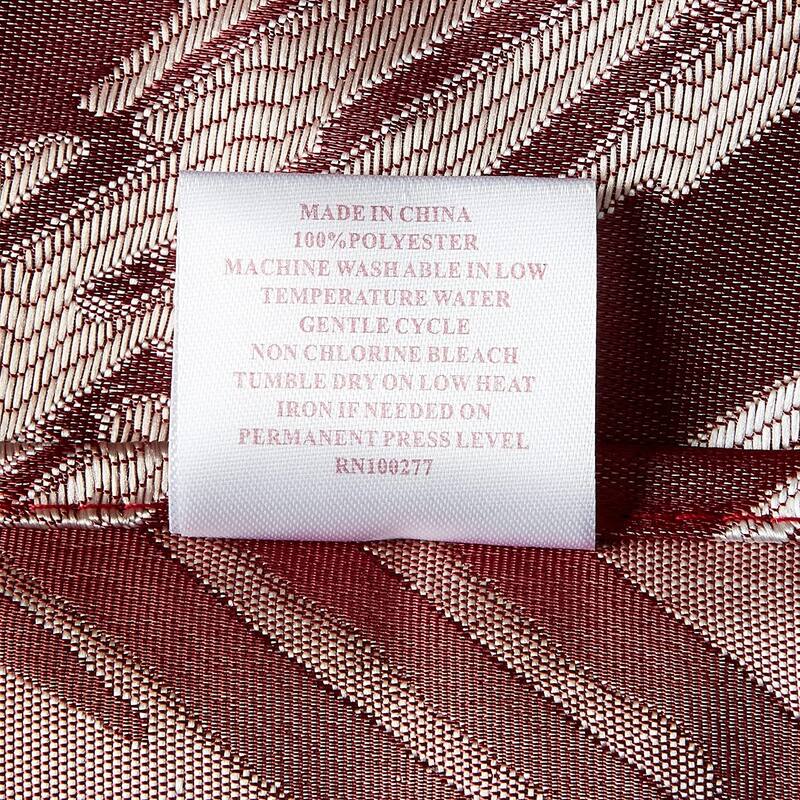 MADE IN CHINA
100%POLYESTER
MACHINE WASHABLE IN LOW
TEMPERATURE WATER
GENTLE CYCLE
NON CHLORINE BLEACH
TUMBLE DRY ON LOW HEAT
IRON IF NEEDED ON
PERMANENT PRESS LEVEL
RN100277